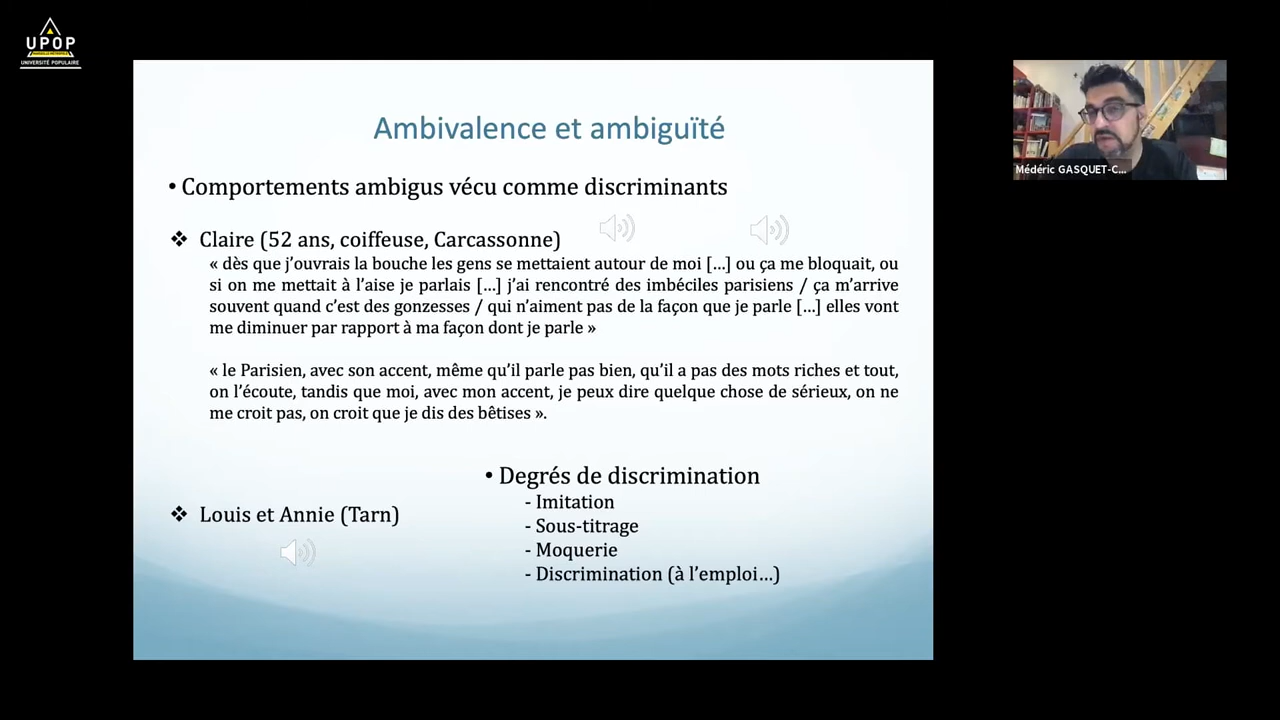 UPOP
UNIVERSITÉ POPULAIRE
Ambivalence et ambiguïté
• Comportements ambigus vécu comme discriminants
❖ Claire (52 ans, coiffeuse, Carcassonne)
« dès que j’ouvrais la bouche les gens se mettaient autour de moi […] ou ça me bloquait, ou
si on me mettait à l’aise je parlais […] j’ai rencontré des imbéciles parisiens / ça m’arrive
souvent quand c’est des gonzesses / qui n’aiment pas de la façon que je parle […] elles vont
me diminuer par rapport à ma façon dont je parle »
« le Parisien, avec son accent, même qu’il parle pas bien, qu’il a pas des mots riches et tout,
on l’écoute, tandis que moi, avec mon accent, je peux dire quelque chose de sérieux, on ne
me croit pas, on croit que je dis des bêtises ».
• Degrés de discrimination
- Imitation
- Sous-titrage
- Moquerie
- Discrimination (à l’emploi…)
❖ Louis et Annie (Tarn)
Médéric GASQUET-C...